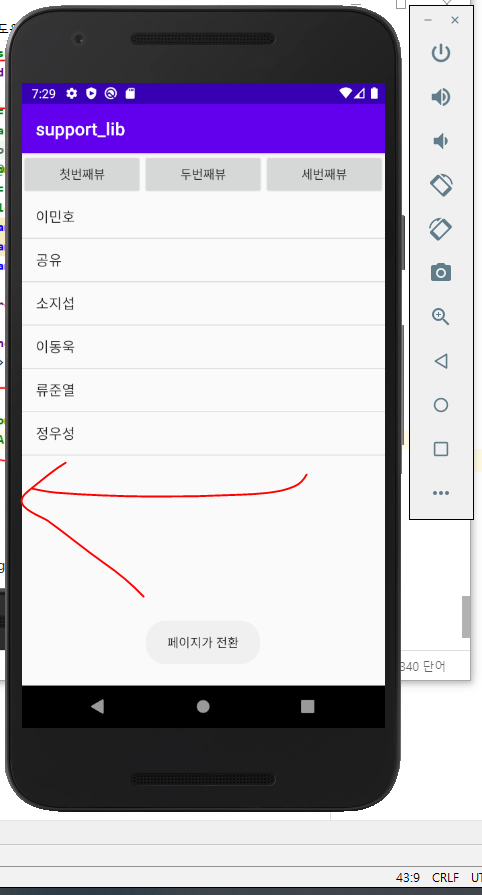 7:29
support_lib
첫번째뷰 두번째뷰 세번째뷰
이민호
공유
소지섭
이동욱
류준열
정우성
페이지가 전환
340 단어
43:9 CRLF